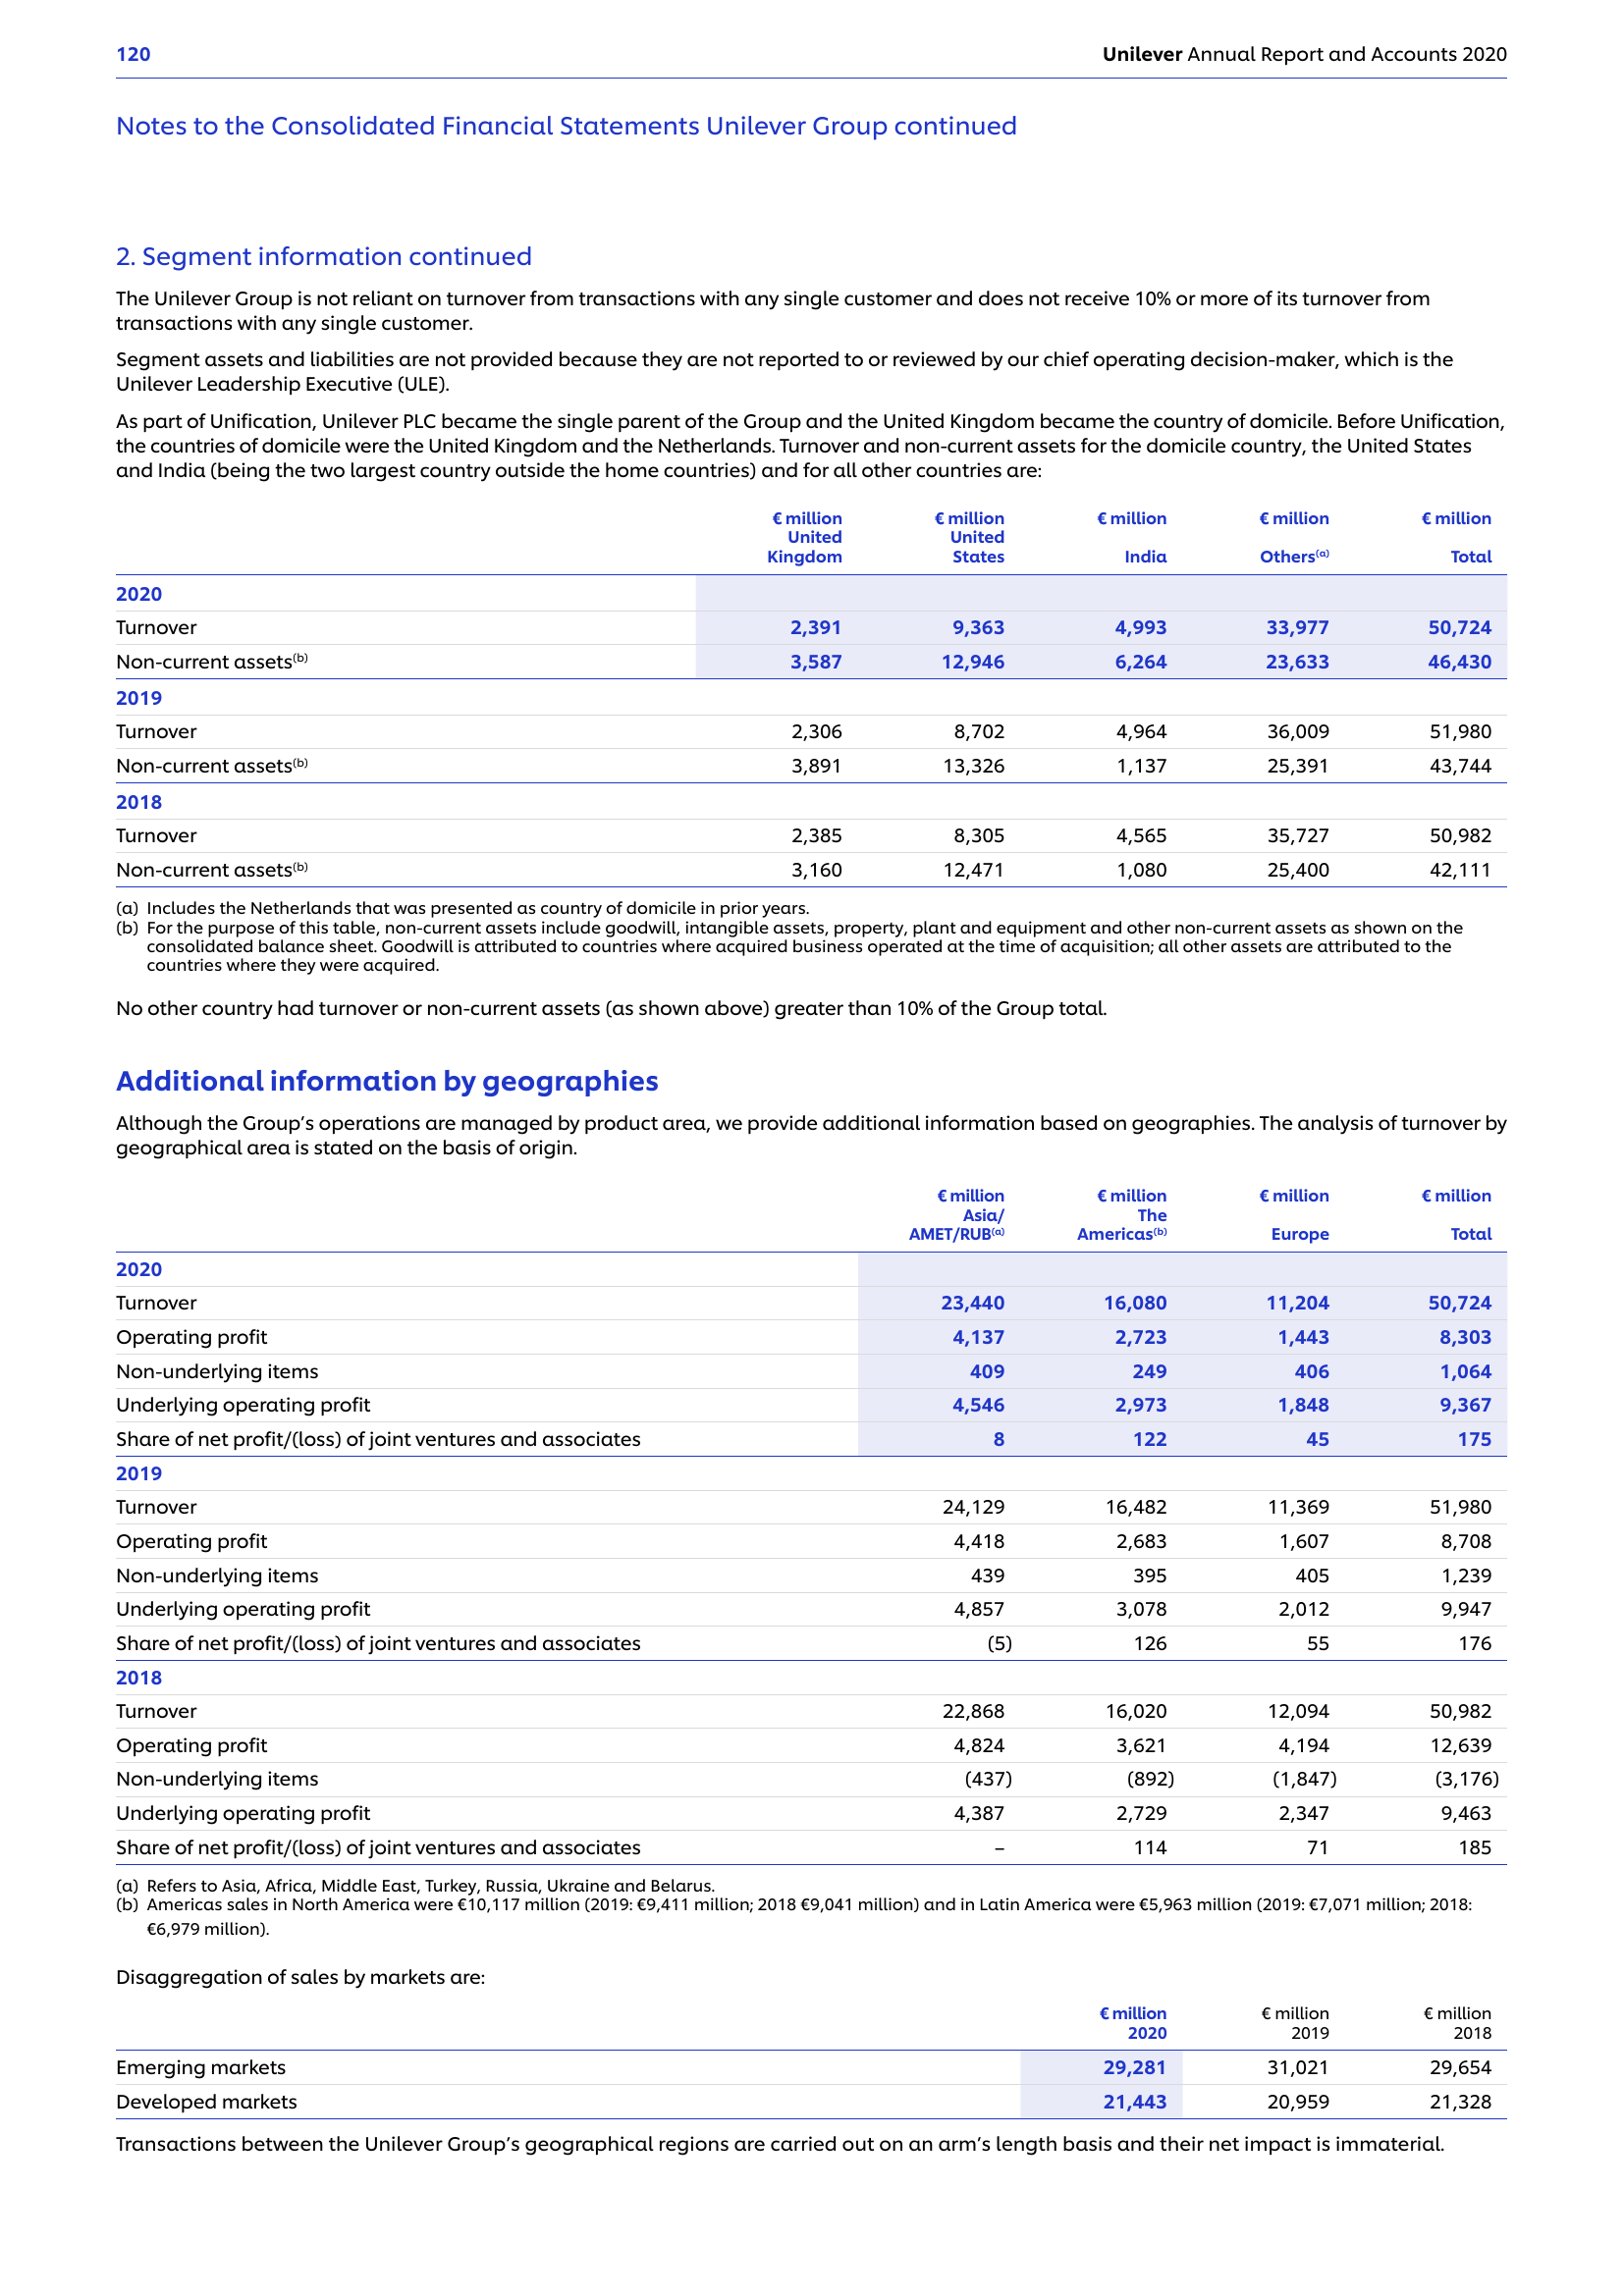 120
Unilever Annual Report and Accounts 2020
Notes to the Consolidated Financial Statements Unilever Group continued
2. Segment information continued
The Unilever Group is not reliant on turnover from transactions with any single customer and does not receive 10% or more of its turnover from
transactions with any single customer.
Segment assets and liabilities are not provided because they are not reported to or reviewed by our chief operating decision-maker, which is the
Unilever Leadership Executive (ULE).
As part of Unification, Unilever PLC became the single parent of the Group and the United Kingdom became the country of domicile. Before Unification,
the countries of domicile were the United Kingdom and the Netherlands. Turnover and non-current assets for the domicile country, the United States
and India (being the two largest country outside the home countries) and for all other countries are:
€ million € million € million € million € million
United United
Kingdom States India Others(a) Total
2020
Turnover 2,391 9,363 4,993 33,977 50,724
Non-current assets(b) 3,587 12,946 6,264 23,633 46,430
2019
Turnover 2,306 8,702 4,964 36,009 51,980
Non-current assets(b) 3,891 13,326 1,137 25,391 43,744
2018
Turnover 2,385 8,305 4,565 35,727 50,982
Non-current assets(b) 3,160 12,471 1,080 25,400 42,111
(a) Includes the Netherlands that was presented as country of domicile in prior years.
(b) For the purpose of this table, non-current assets include goodwill, intangible assets, property, plant and equipment and other non-current assets as shown on the
consolidated balance sheet. Goodwill is attributed to countries where acquired business operated at the time of acquisition; all other assets are attributed to the
countries where they were acquired.
No other country had turnover or non-current assets (as shown above) greater than 10% of the Group total.
Additional information by geographies
Although the Group's operations are managed by product area, we provide additional information based on geographies. The analysis of turnover by
geographical area is stated on the basis of origin.
€ million € million € million € million
Asia/ The
AMET/RUB(a) Americas(b) Europe Total
2020
Turnover 23,440 16,080 11,204 50,724
Operating profit 4,137 2,723 1,443 8,303
Non-underlying items 409 249 406 1,064
Underlying operating profit 4,546 2,973 1,848 9,367
Share of net profit/(loss) of joint ventures and associates 8 122 45 175
2019
Turnover 24,129 16,482 11,369 51,980
Operating profit 4,418 2,683 1,607 8,708
Non-underlying items 439 395 405 1,239
Underlying operating profit 4,857 3,078 2,012 9,947
Share of net profit/(loss) of joint ventures and associates (5) 126 55 176
2018
Turnover 22,868 16,020 12,094 50,982
Operating profit 4,824 3,621 4,194 12,639
Non-underlying items (437) (892) (1,847) (3,176)
Underlying operating profit 4,387 2,729 2,347 9,463
Share of net profit/(loss) of joint ventures and associates – 114 71 185
(a) Refers to Asia, Africa, Middle East, Turkey, Russia, Ukraine and Belarus.
(b) Americas sales in North America were €10,117 million (2019: €9,411 million; 2018 €9,041 million) and in Latin America were €5,963 million (2019: €7,071 million; 2018:
€6,979 million).
Disaggregation of sales by markets are:
€ million € million € million
2020 2019 2018
Emerging markets 29,281 31,021 29,654
Developed markets 21,443 20,959 21,328
Transactions between the Unilever Group's geographical regions are carried out on an arm's length basis and their net impact is immaterial.